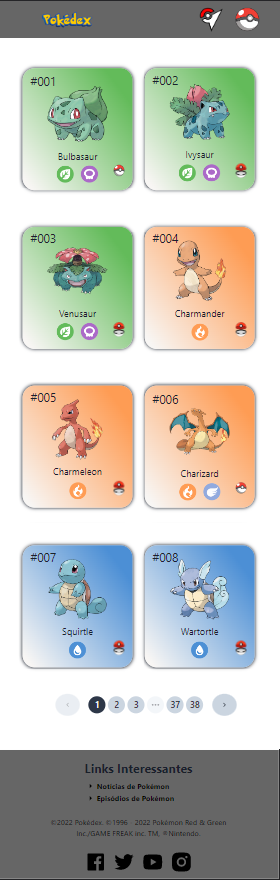 Pokédex
#001
Bulbasaur
#002
Ivysaur
#003
Venusaur
#004
Charmander
#005
Charmeleon
#006
Charizard
#007
Squirtle
#008
Wartortle
‹ 1 2 3 ··· 37 38 ›
Links Interessantes
Notícias de Pokémon
Episódios de Pokémon
©2022 Pokédex. ©1996 - 2022 Pokémon Red & Green
Inc./GAME FREAK inc. TM, ®Nintendo.